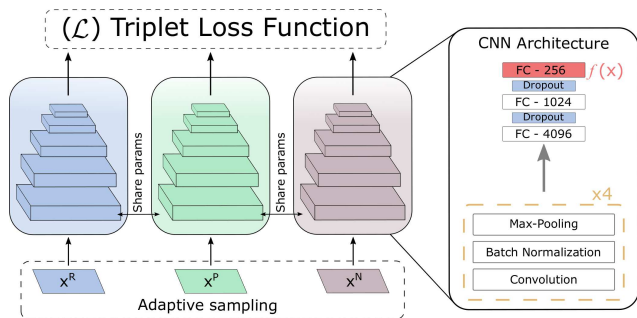 (ℒ) Triplet Loss Function
Share params
Share params
x^R
x^P
x^N
Adaptive sampling
CNN Architecture
FC - 256
f(x)
Dropout
FC - 1024
Dropout
FC - 4096
x4
Max-Pooling
Batch Normalization
Convolution